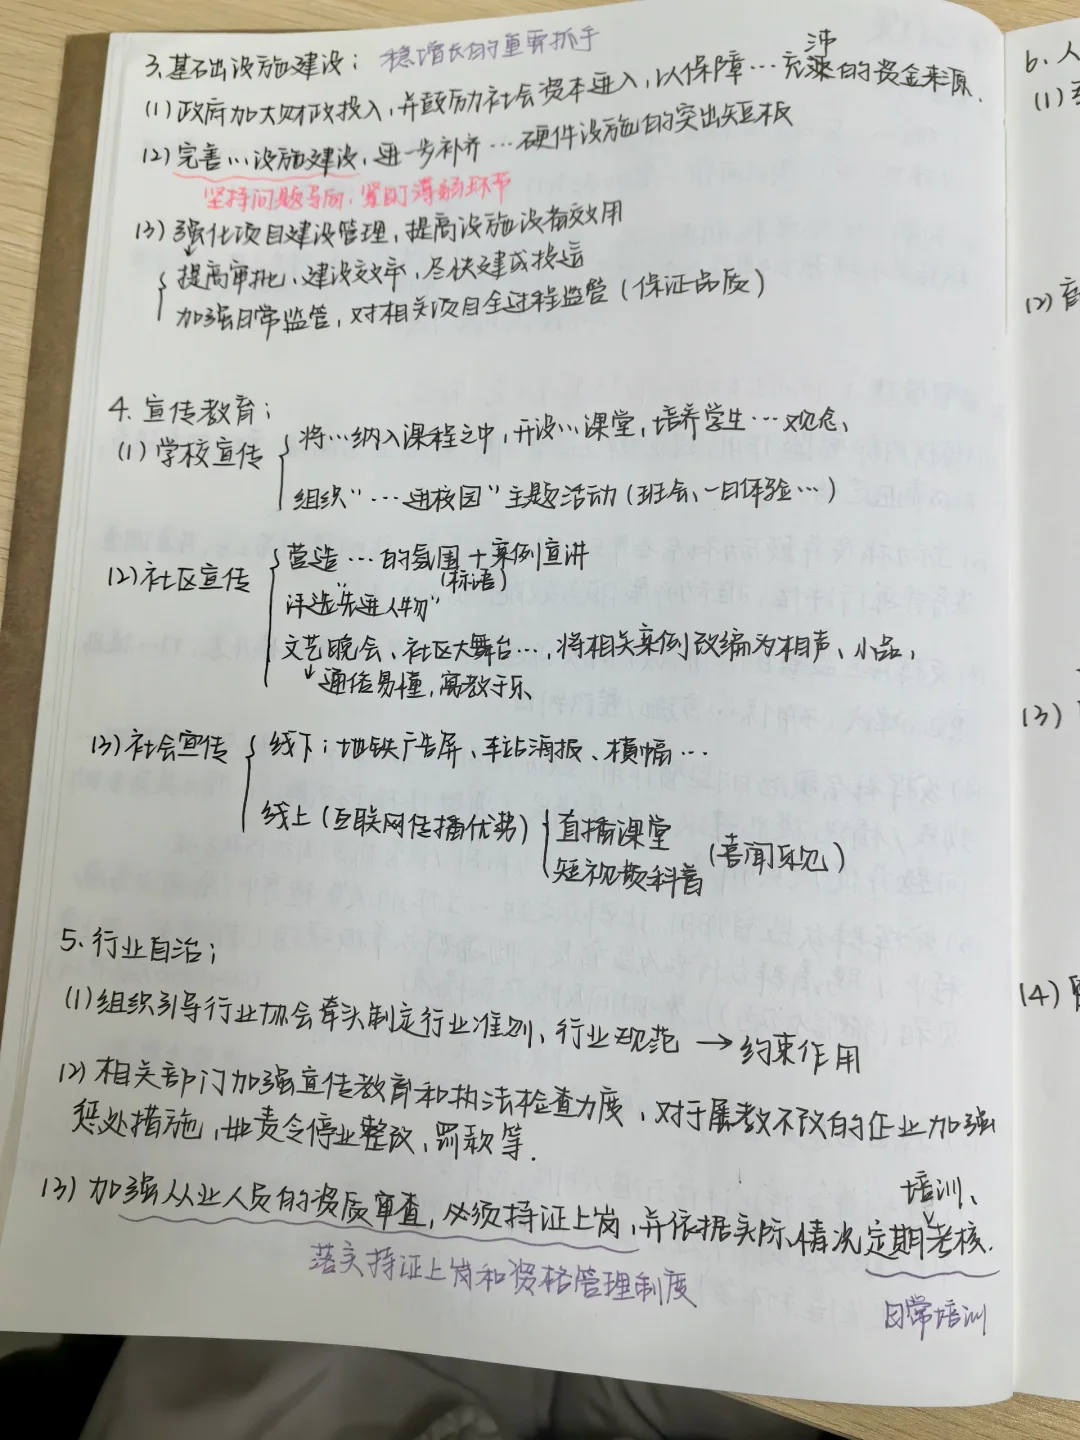 3、基础设施建设： 稳增长的重要抓手
(1) 政府加大财政投入，并鼓励社会资本进入，以保障…充沛的资金来源.
(2) 完善…设施建设，进一步补齐…硬件设施的突出短板
坚持问题导向，紧盯薄弱环节
(3) 强化项目建设管理，提高设施设备效用
提高审批、建设效率，尽快建成投运
加强日常监管，对相关项目全过程监管（保证品质）
4、宣传教育；
(1) 学校宣传 将…纳入课程之中，开设…课堂，培养学生…观念、
组织“…进校园”主题活动（班会、一日体验…）
(2) 社区宣传 营造…的氛围＋案例宣讲
(标语)
评选“先进人物”
文艺晚会、社区大舞台…，将相关案例改编为相声、小品，
→通俗易懂，寓教于乐
(3) 社会宣传 线下：地铁广告屏、车站海报、横幅…
线上（互联网传播优势） 直播课堂
短视频科普 （喜闻乐见）
5、行业自治；
(1) 组织引导行业协会牵头制定行业准则、行业规范 → 约束作用
(2) 相关部门加强宣传教育和执法检查力度，对于屡教不改的企业加强
惩处措施，如责令停业整改，罚款等.
(3) 加强从业人员的资质审查，必须持证上岗，并依据实际情况定期培训、考核.
落实持证上岗和资格管理制度
日常培训
6、人
(1)
(2)
(3)
(4)